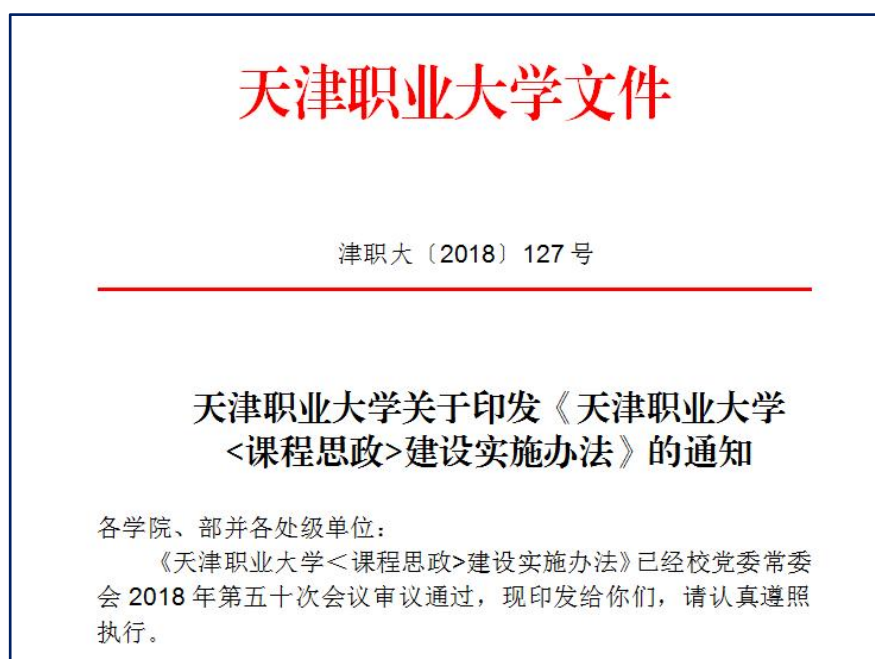 天津职业大学文件
津职大〔2018〕127号
天津职业大学关于印发《天津职业大学
<课程思政>建设实施办法》的通知
各学院、部并各处级单位：
《天津职业大学＜课程思政>建设实施办法》已经校党委常委
会 2018 年第五十次会议审议通过，现印发给你们，请认真遵照
执行。